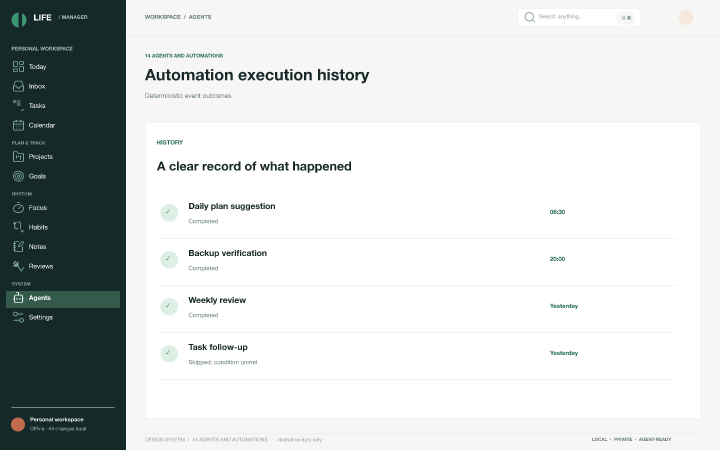 LIFE / MANAGER
PERSONAL WORKSPACE
Today
Inbox
Tasks
Calendar
PLAN & TRACK
Projects
Goals
RHYTHM
Focus
Habits
Notes
Reviews
SYSTEM
Agents
Settings
Personal workspace
Offline · All changes local
WORKSPACE / AGENTS
Search anything...
⌘ K
14 AGENTS AND AUTOMATIONS
Automation execution history
Deterministic event outcomes
HISTORY
A clear record of what happened
Daily plan suggestion
Completed
08:30
Backup verification
Completed
20:00
Weekly review
Completed
Yesterday
Task follow-up
Skipped; condition unmet
Yesterday
DESIGN SYSTEM / 14 AGENTS AND AUTOMATIONS · Illustrative data only
LOCAL · PRIVATE · AGENT-READY